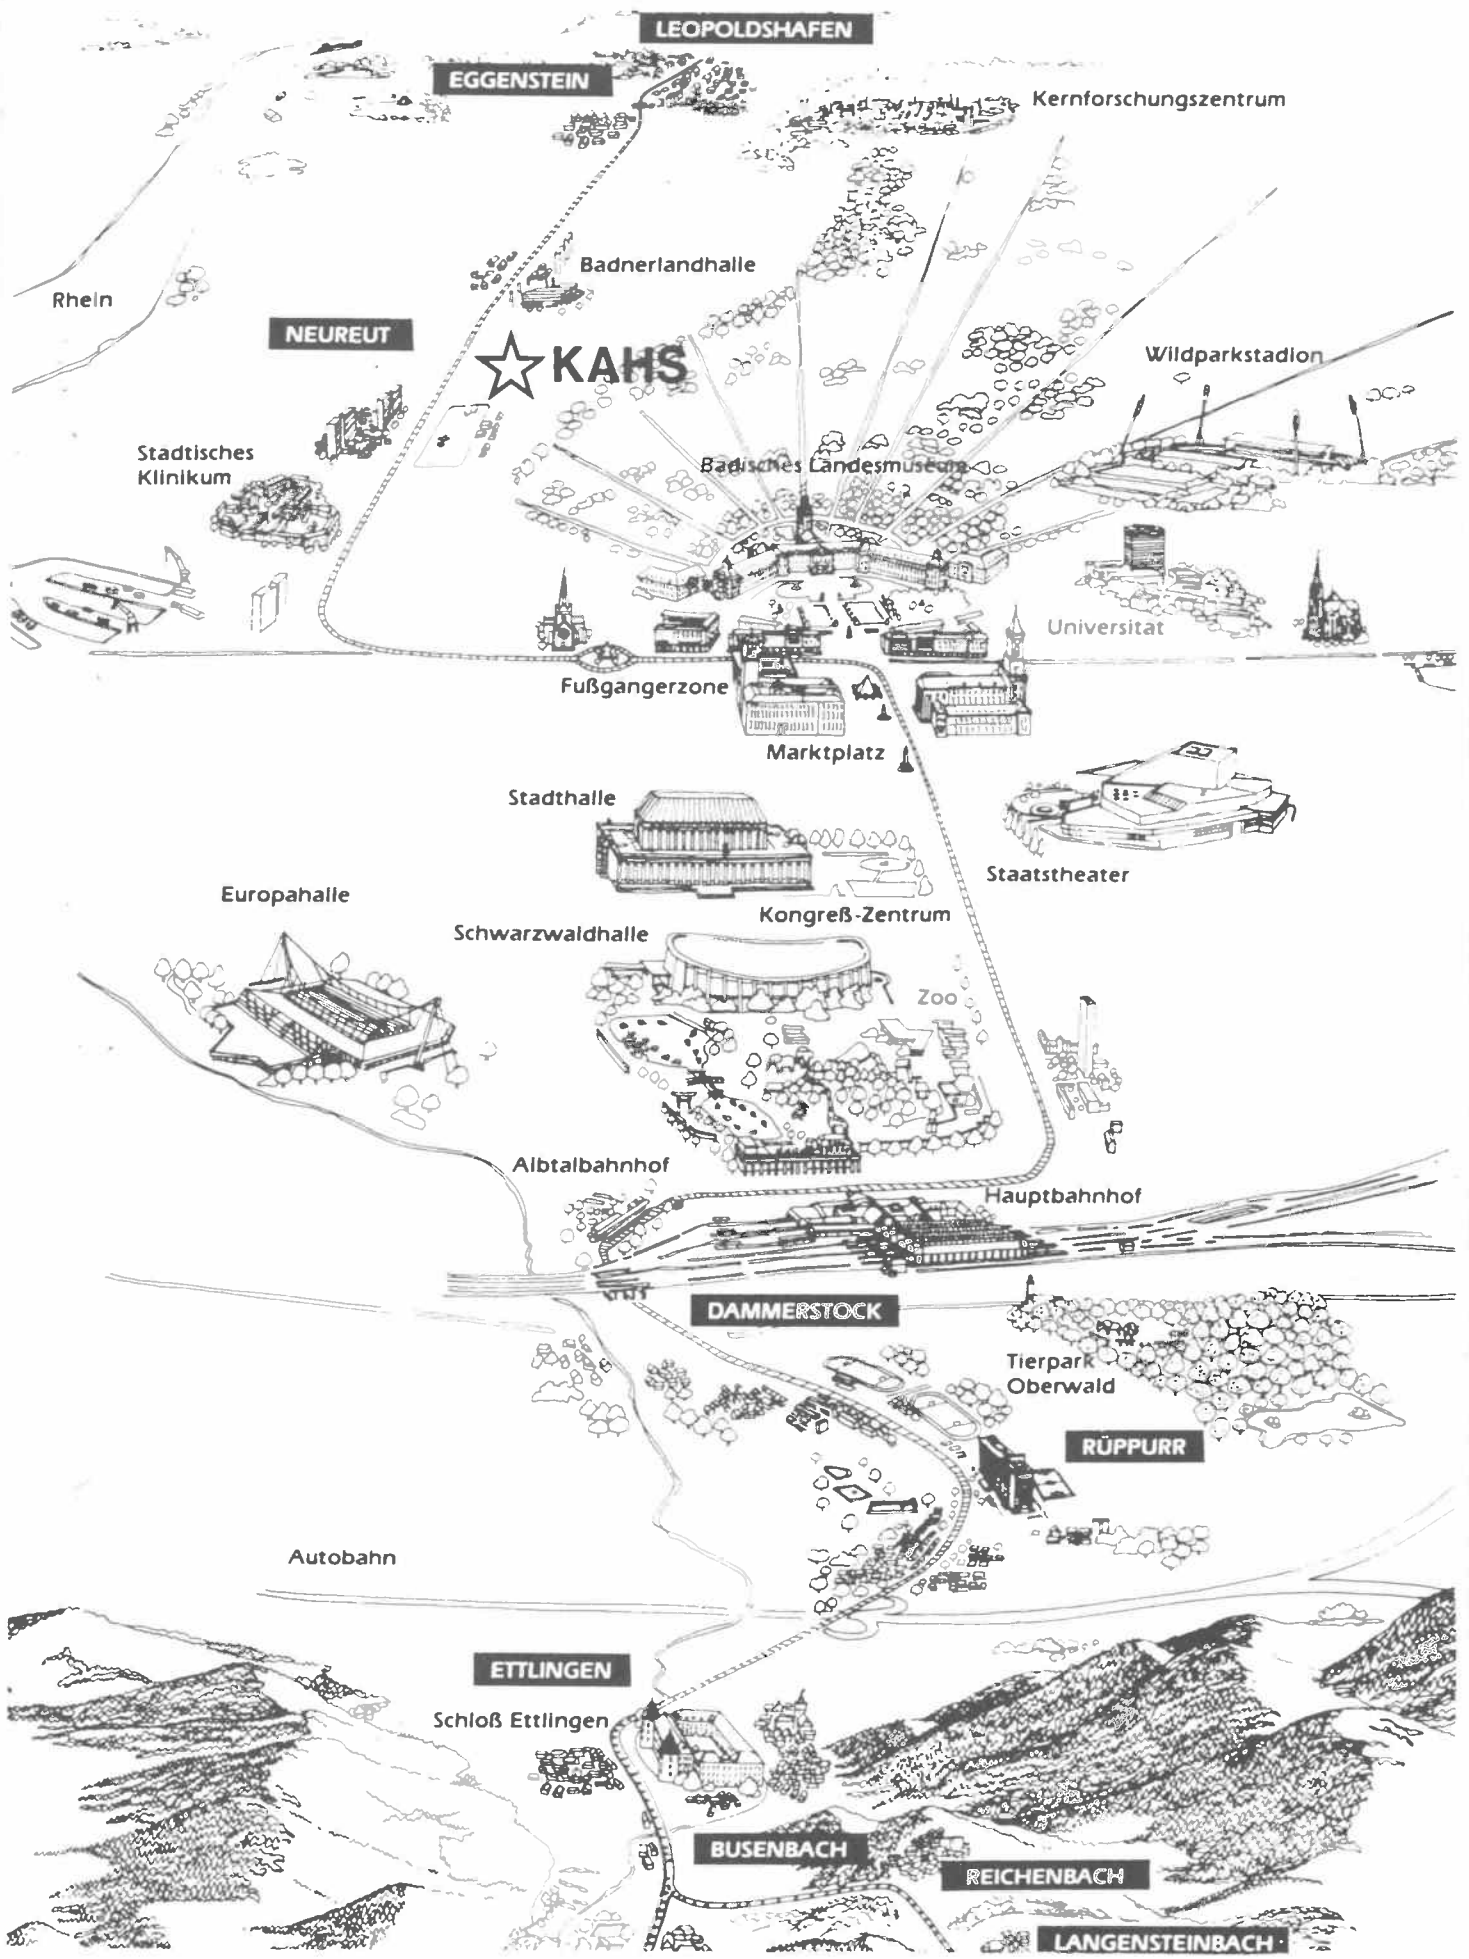 LEOPOLDSHAFEN
EGGENSTEIN
Kernforschungszentrum
Badnerlandhalle
Rhein
NEUREUT
KAHS
Wildparkstadion
Stadtisches
Klinikum
Badisches Landesmuseum
Universitat
Fußgangerzone
Marktplatz
Stadthalle
Staatstheater
Europahalle
Kongreß-Zentrum
Schwarzwaldhalle
Zoo
Albtalbahnhof
Hauptbahnhof
DAMMERSTOCK
Tierpark
Oberwald
RÜPPURR
Autobahn
ETTLINGEN
Schloß Ettlingen
BUSENBACH
REICHENBACH
LANGENSTEINBACH